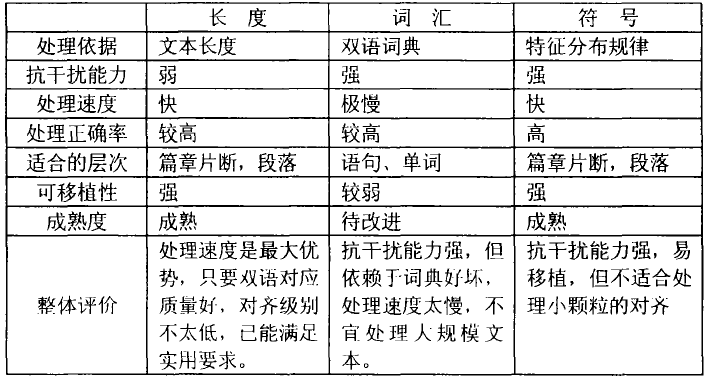 长 度 词 汇 符 号
处理依据 文本长度 双语词典 特征分布规律
抗干扰能力 弱 强 强
处理速度 快 极慢 快
处理正确率 较高 较高 高
适合的层次 篇章片断，段落 语句、单词 篇章片断，段落
可移植性 强 较弱 强
成熟度 成熟 待改进 成熟
整体评价
处理速度是最大优
势，只要双语对应
质量好，对齐级别
不太低，已能满足
实用要求。
抗干扰能力强，但
依赖于词典好坏，
处理速度太慢，不
宜处理大规模文
本。
抗干扰能力强，易
移植，但不适合处
理小颗粒的对齐